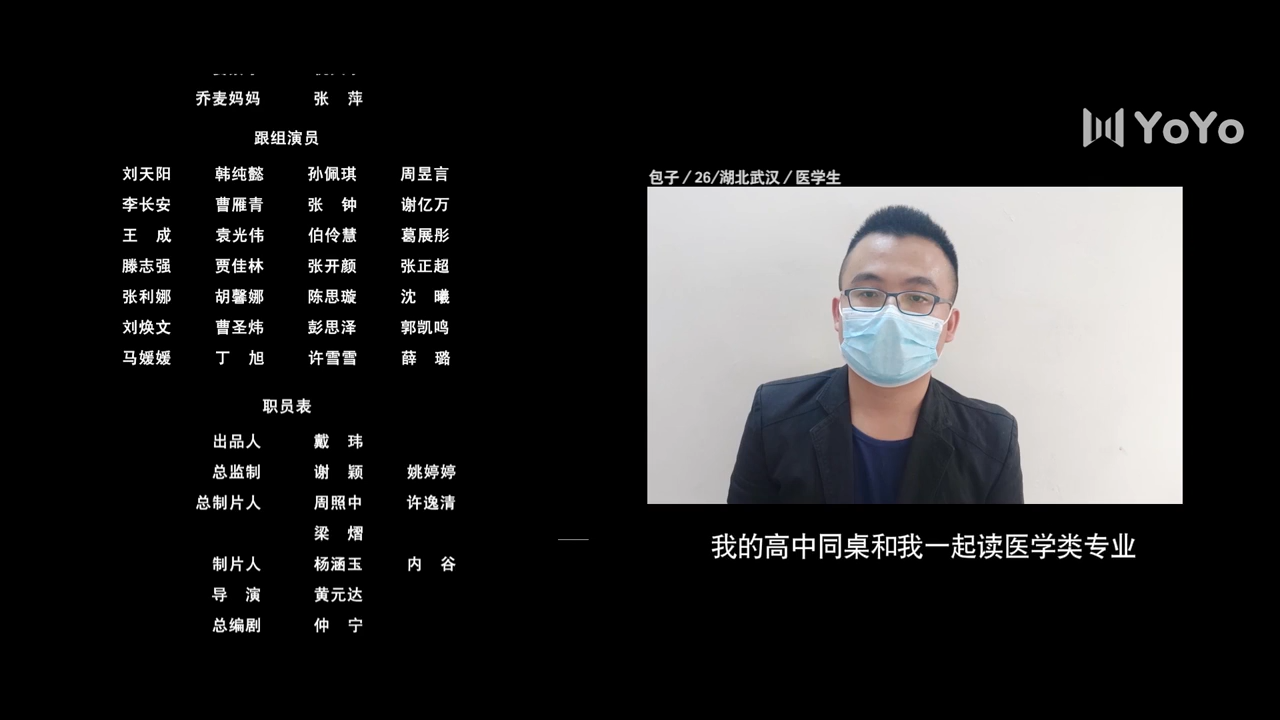 乔麦妈妈 张 萍
跟组演员
刘天阳 韩纯懿 孙佩琪 周昱言
李长安 曹雁青 张 钟 谢亿万
王 成 袁光伟 伯伶慧 葛展彤
滕志强 贾佳林 张开颜 张正超
张利娜 胡馨娜 陈思璇 沈 曦
刘焕文 曹圣炜 彭思泽 郭凯鸣
马媛媛 丁 旭 许雪雪 薛 璐
职员表
出品人 戴 玮
总监制 谢 颖 姚婷婷
总制片人 周照中 许逸清
梁 熠
制片人 杨涵玉 内 谷
导 演 黄元达
总编剧 仲 宁
YoYo
包子/26/湖北武汉/医学生
我的高中同桌和我一起读医学类专业